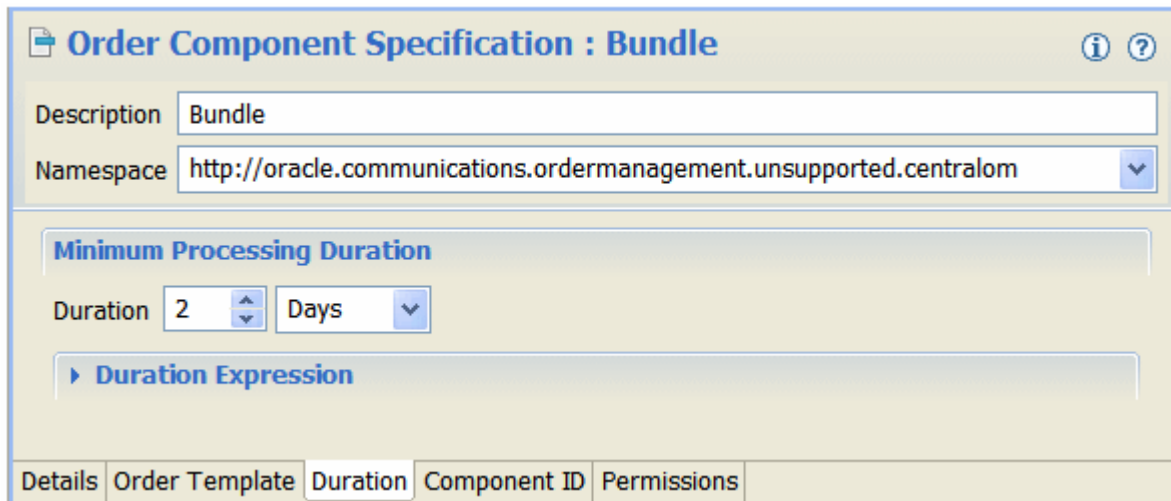 Order Component Specification : Bundle
Description Bundle
Namespace http://oracle.communications.ordermanagement.unsupported.centralom
Minimum Processing Duration
Duration 2 Days
Duration Expression
Details Order Template Duration Component ID Permissions